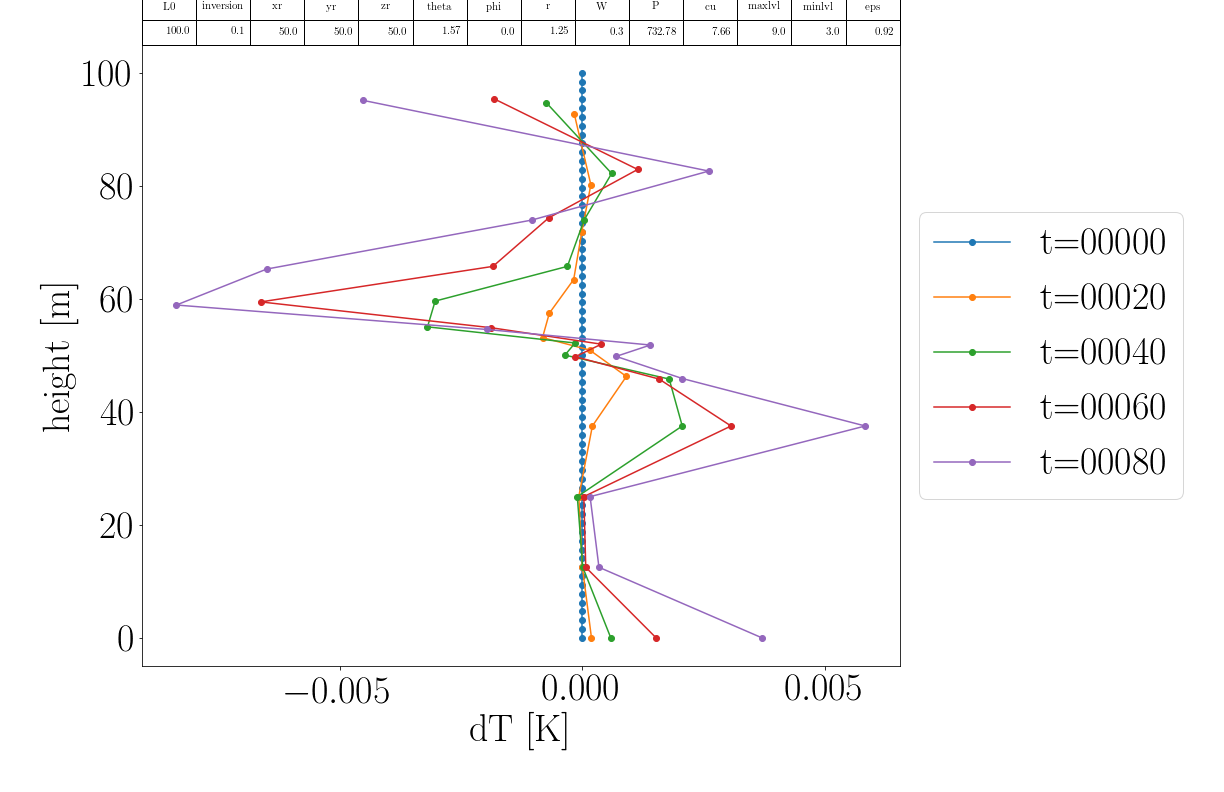 L0 inversion xr yr zr theta phi r W P cu maxlvl minlvl eps
100.0 0.1 50.0 50.0 50.0 1.57 0.0 1.25 0.3 732.78 7.66 9.0 3.0 0.92
100
80
60
40
20
0
height [m]
−0.005 0.000 0.005
dT [K]
t=00000
t=00020
t=00040
t=00060
t=00080